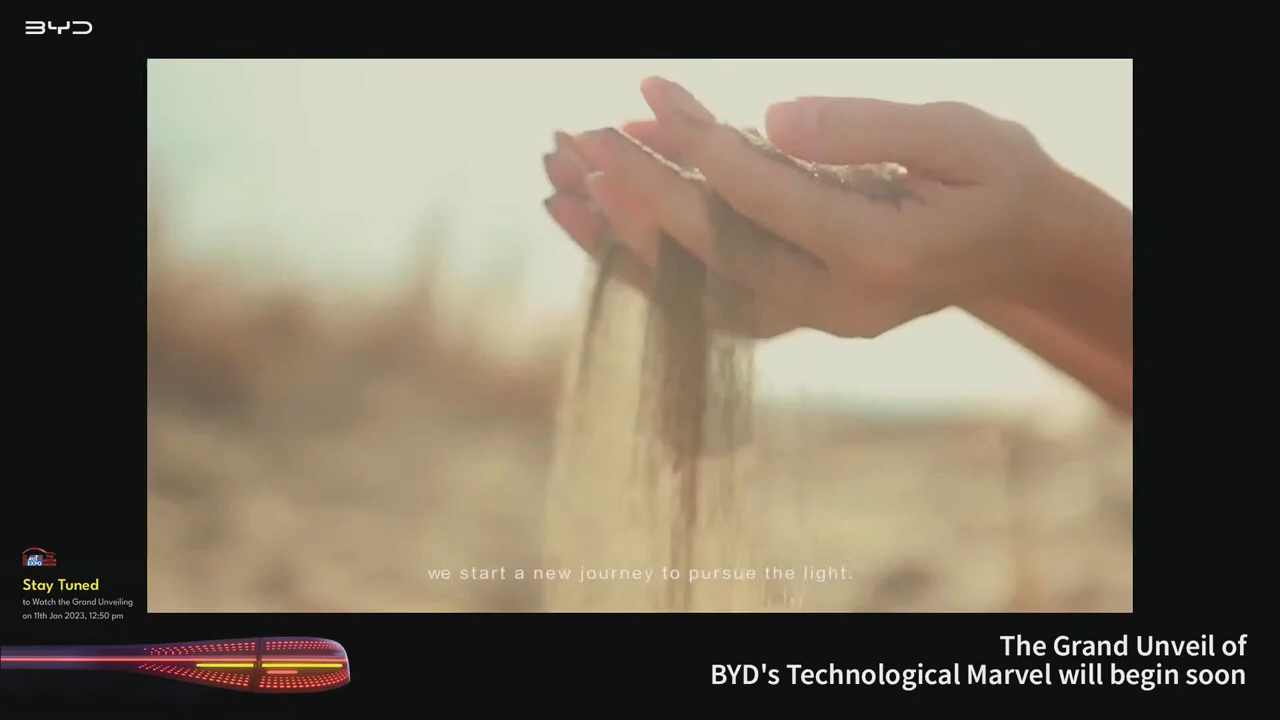 BYD
we start a new journey to pursue the light.
Stay Tuned
to Watch the Grand Unveiling
on 11th Jan 2023, 12:50 pm
The Grand Unveil of
BYD's Technological Marvel will begin soon